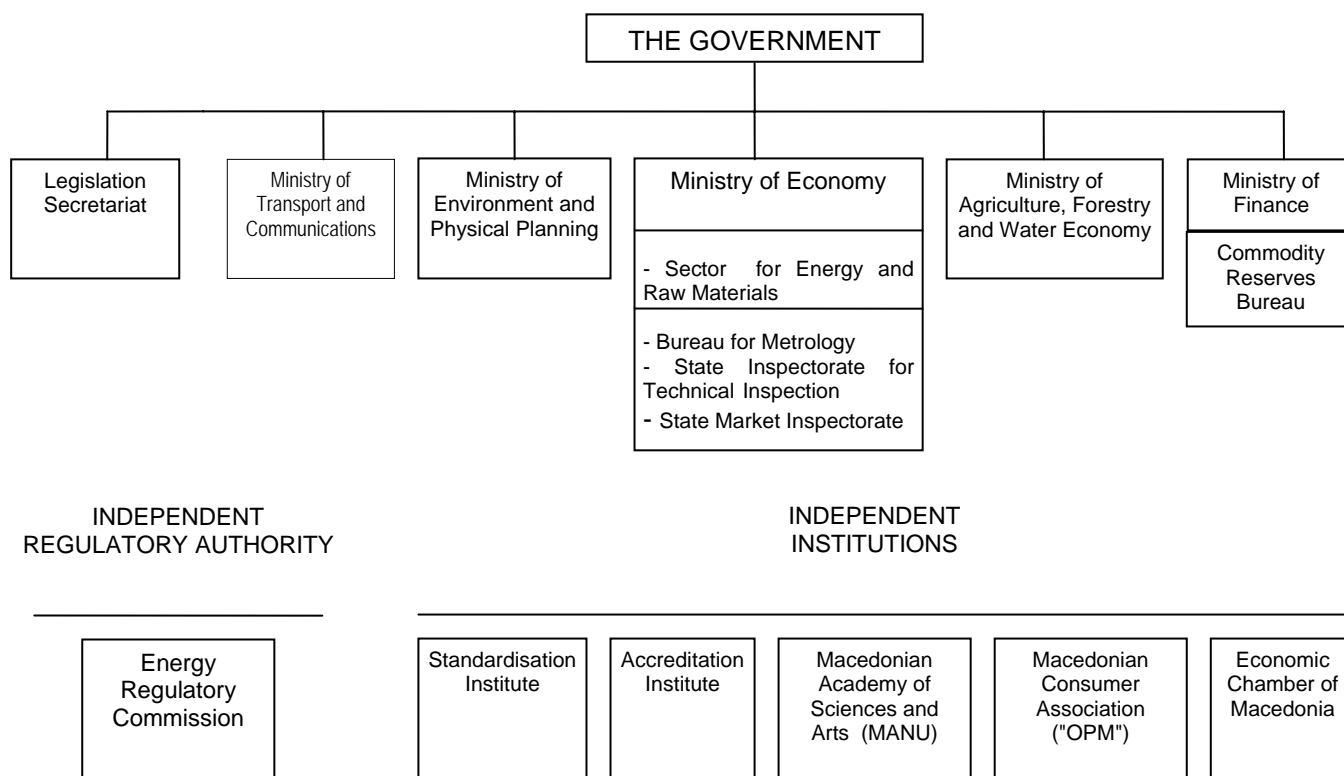 THE GOVERNMENT
Legislation
Secretariat
Ministry of
Transport and
Communications
Ministry of
Environment and
Physical Planning
Ministry of Economy
- Sector for Energy and
Raw Materials
- Bureau for Metrology
- State Inspectorate for
Technical Inspection
- State Market Inspectorate
Ministry of
Agriculture, Forestry
and Water Economy
Ministry of
Finance
Commodity
Reserves
Bureau
INDEPENDENT
REGULATORY AUTHORITY
Energy
Regulatory
Commission
INDEPENDENT
INSTITUTIONS
Standardisation
Institute
Accreditation
Institute
Macedonian
Academy of
Sciences and
Arts (MANU)
Macedonian
Consumer
Association
("OPM")
Economic
Chamber of
Macedonia